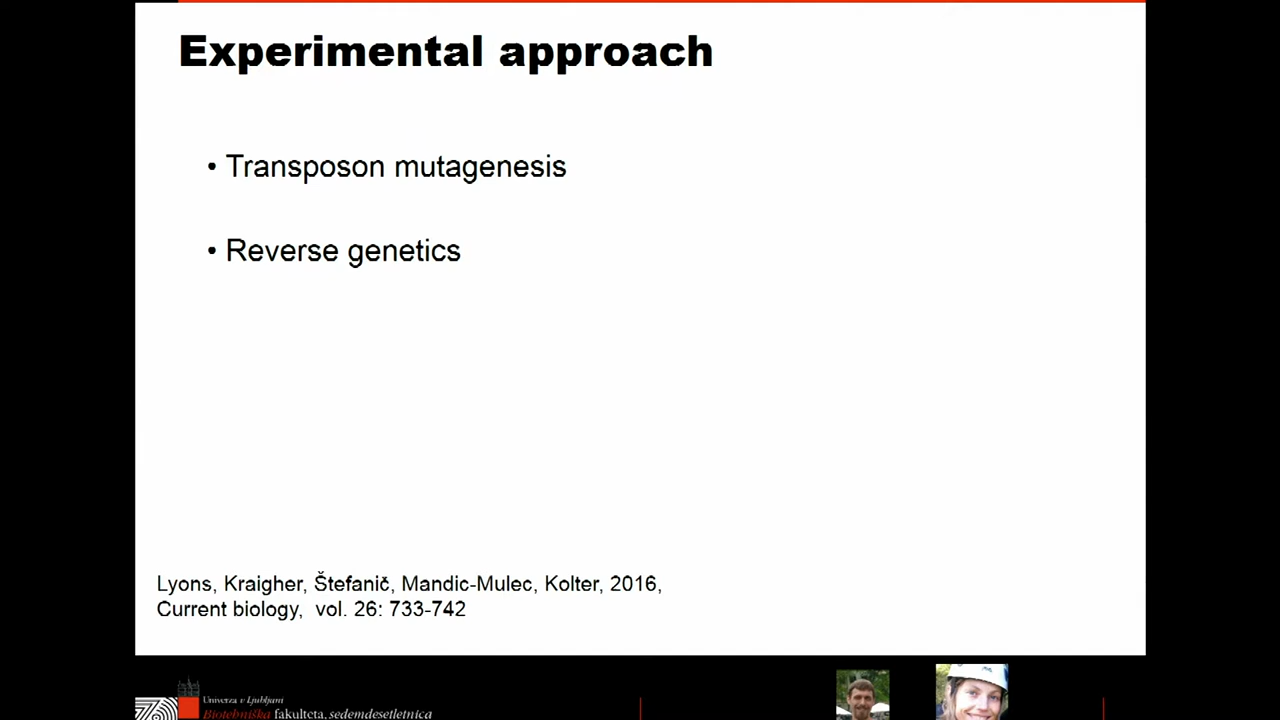 Experimental approach
• Transposon mutagenesis
• Reverse genetics
Lyons, Kraigher, Štefanič, Mandic-Mulec, Kolter, 2016,
Current biology, vol. 26: 733-742
Univerza v Ljubljani
Biotehniška fakulteta, sedemdesetletnica